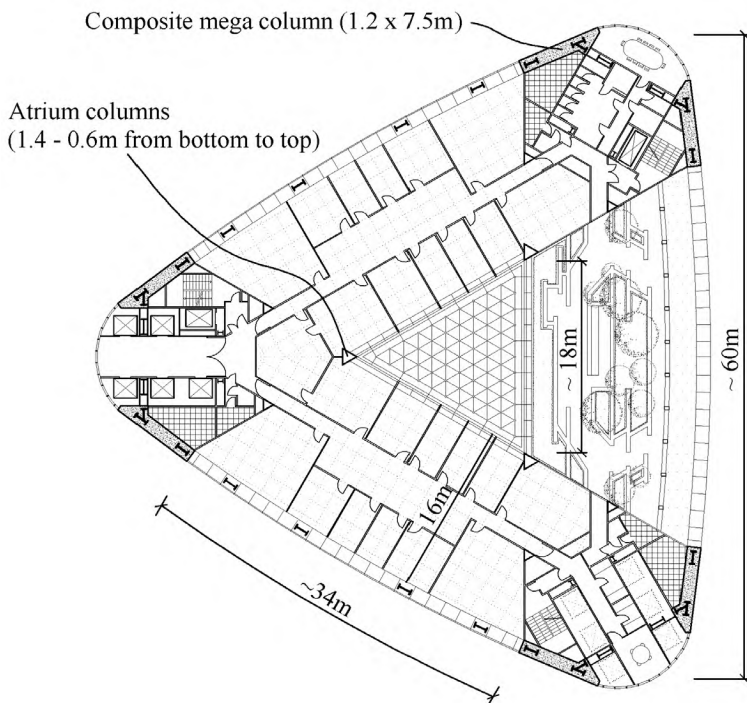 Composite mega column (1.2 x 7.5m)
Atrium columns
(1.4 - 0.6m from bottom to top)
~ 18m
~ 60m
16m
~34m